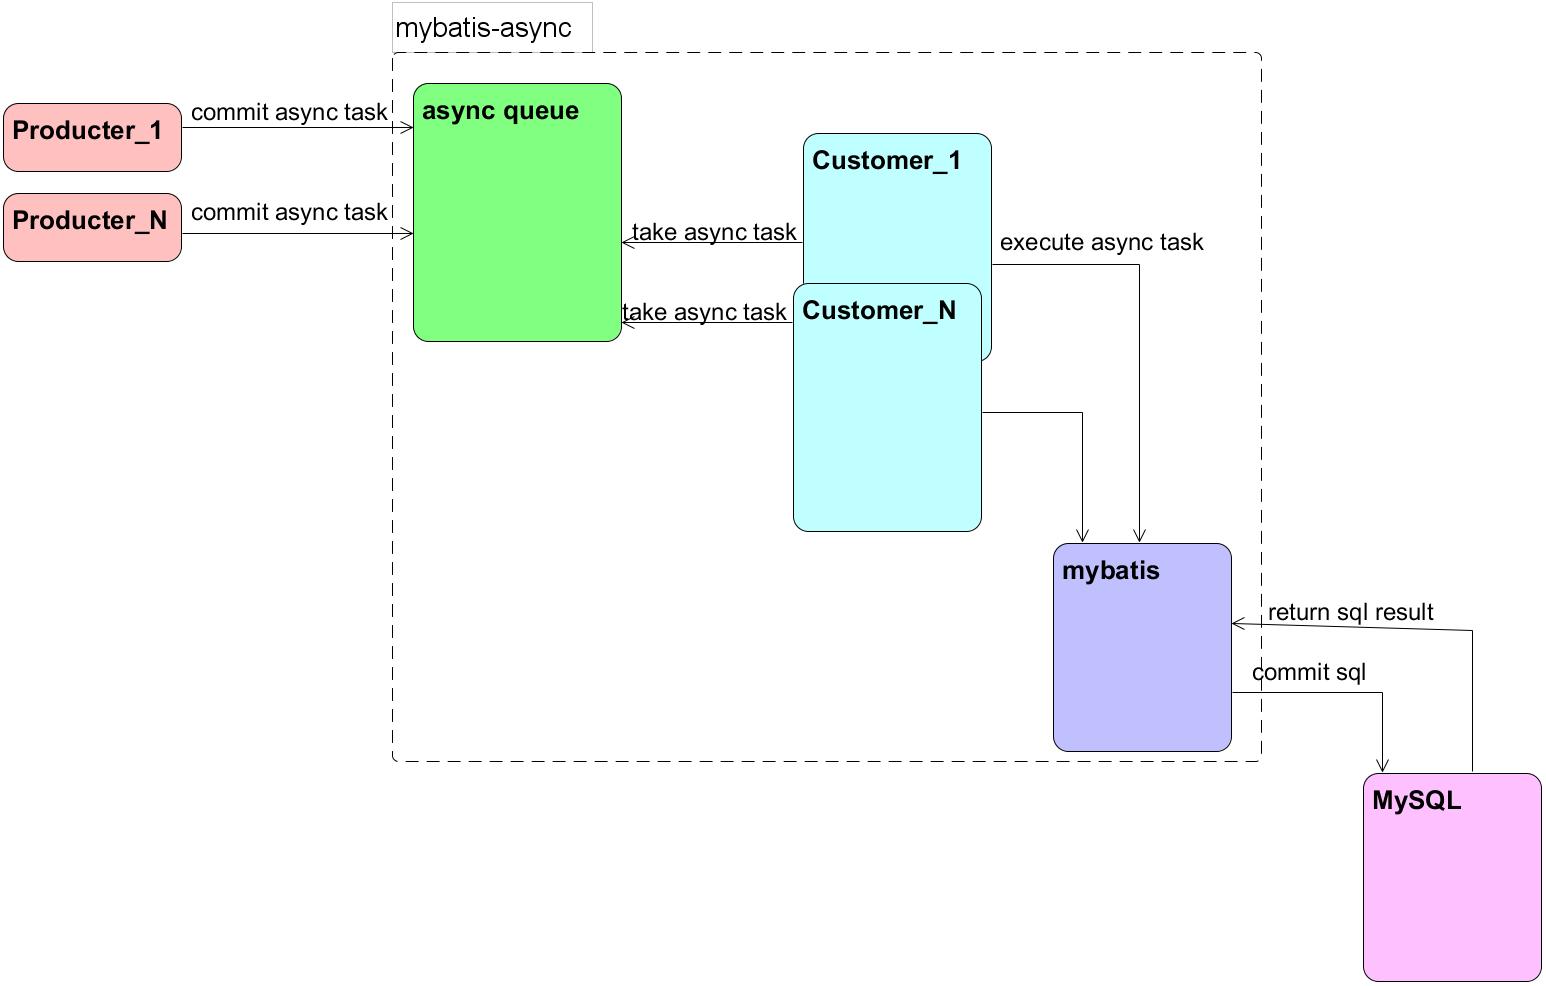 mybatis-async
Producter_1
commit async task
async queue
Producter_N
commit async task
Customer_1
take async task
execute async task
take async task
Customer_N
mybatis
return sql result
commit sql
MySQL